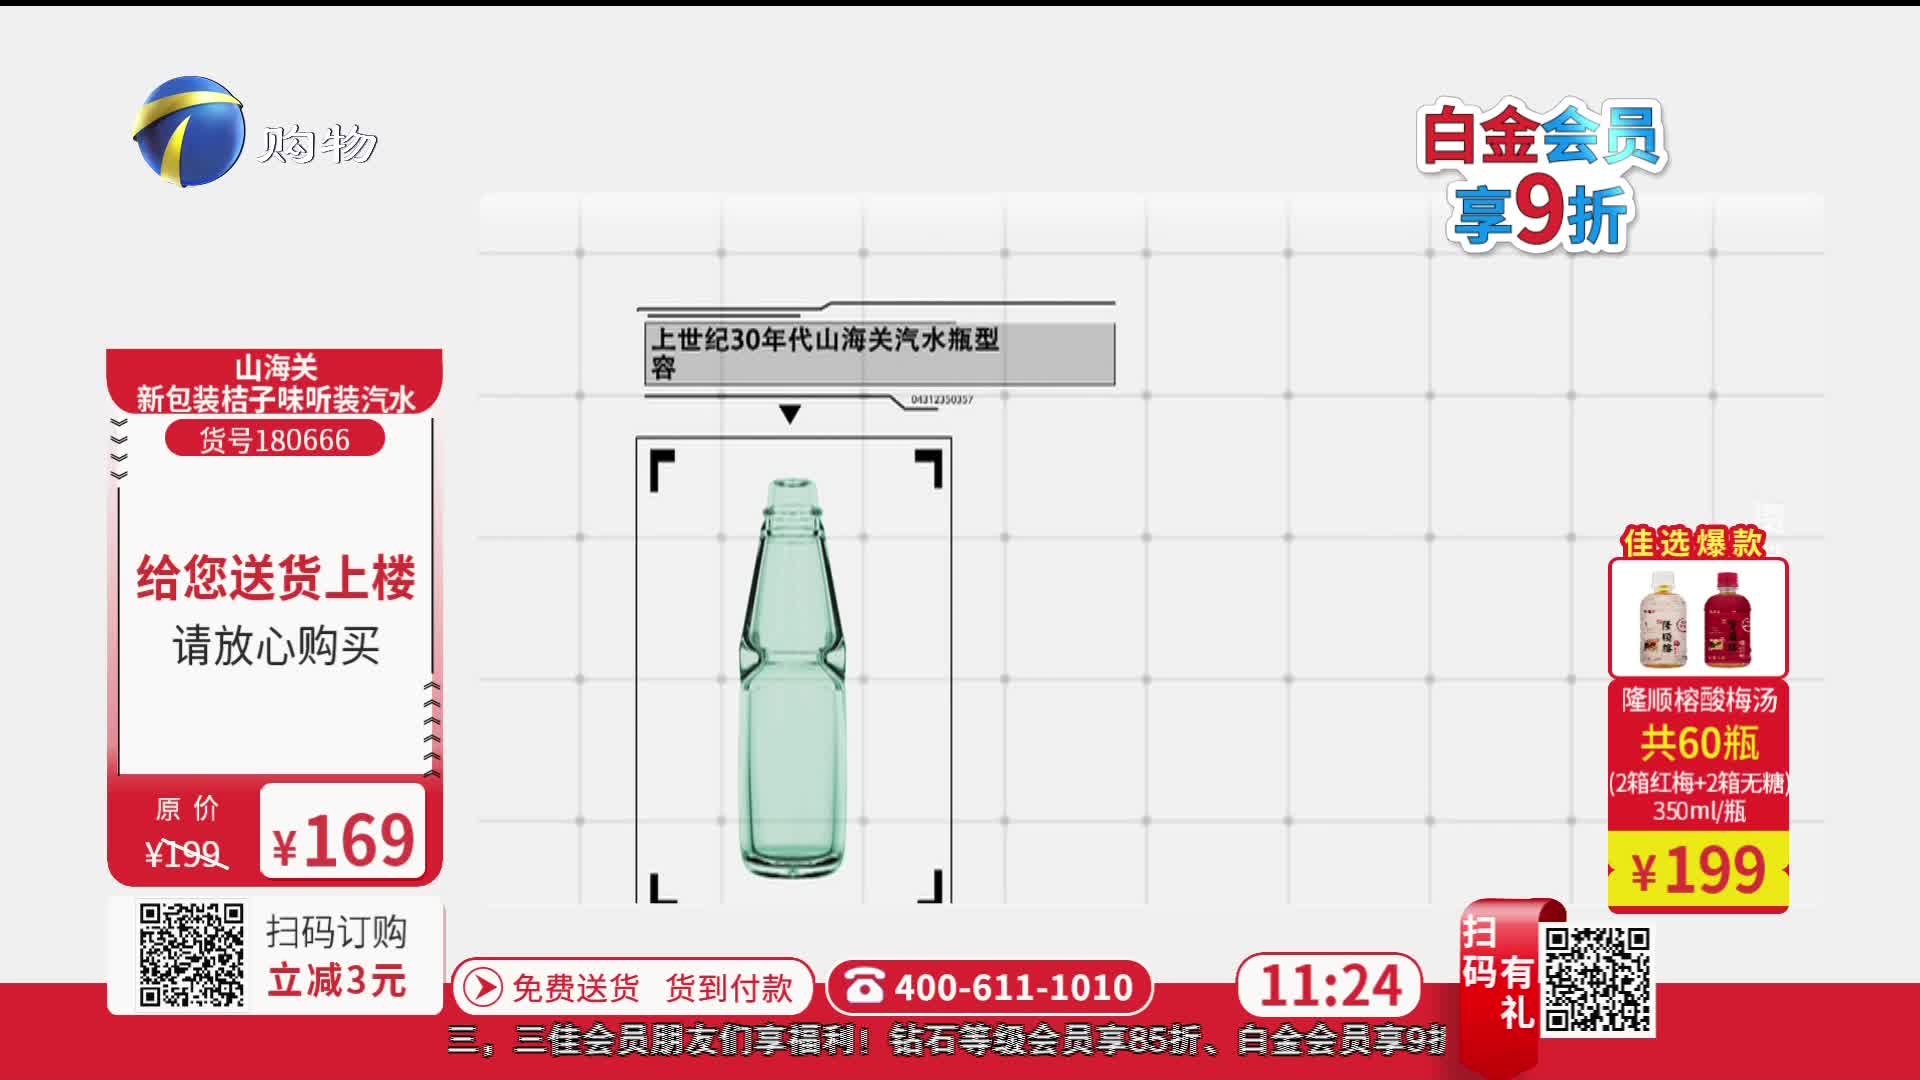 购物
白金会员
享9折
上世纪30年代山海关汽水瓶型
容
04312350357
山海关
新包装桔子味听装汽水
货号180666
给您送货上楼
请放心购买
原价
¥199
¥169
扫码订购
立减3元
佳选爆款
隆顺榕酸梅汤
共60瓶
(2箱红梅+2箱无糖)
350ml/瓶
¥199
免费送货 货到付款
400-611-1010
11:24
扫码
有礼
三，三佳会员朋友们享福利！钻石等级会员享85折、白金会员享9折